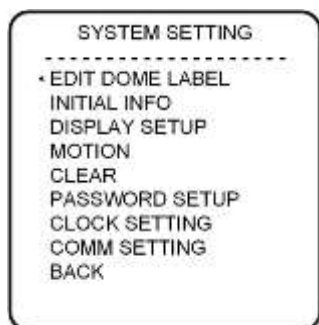 SYSTEM SETTING
- - - - - - - - - - - - - - - - - - - -
EDIT DOME LABEL
INITIAL INFO
DISPLAY SETUP
MOTION
CLEAR
PASSWORD SETUP
CLOCK SETTING
COMM SETTING
BACK